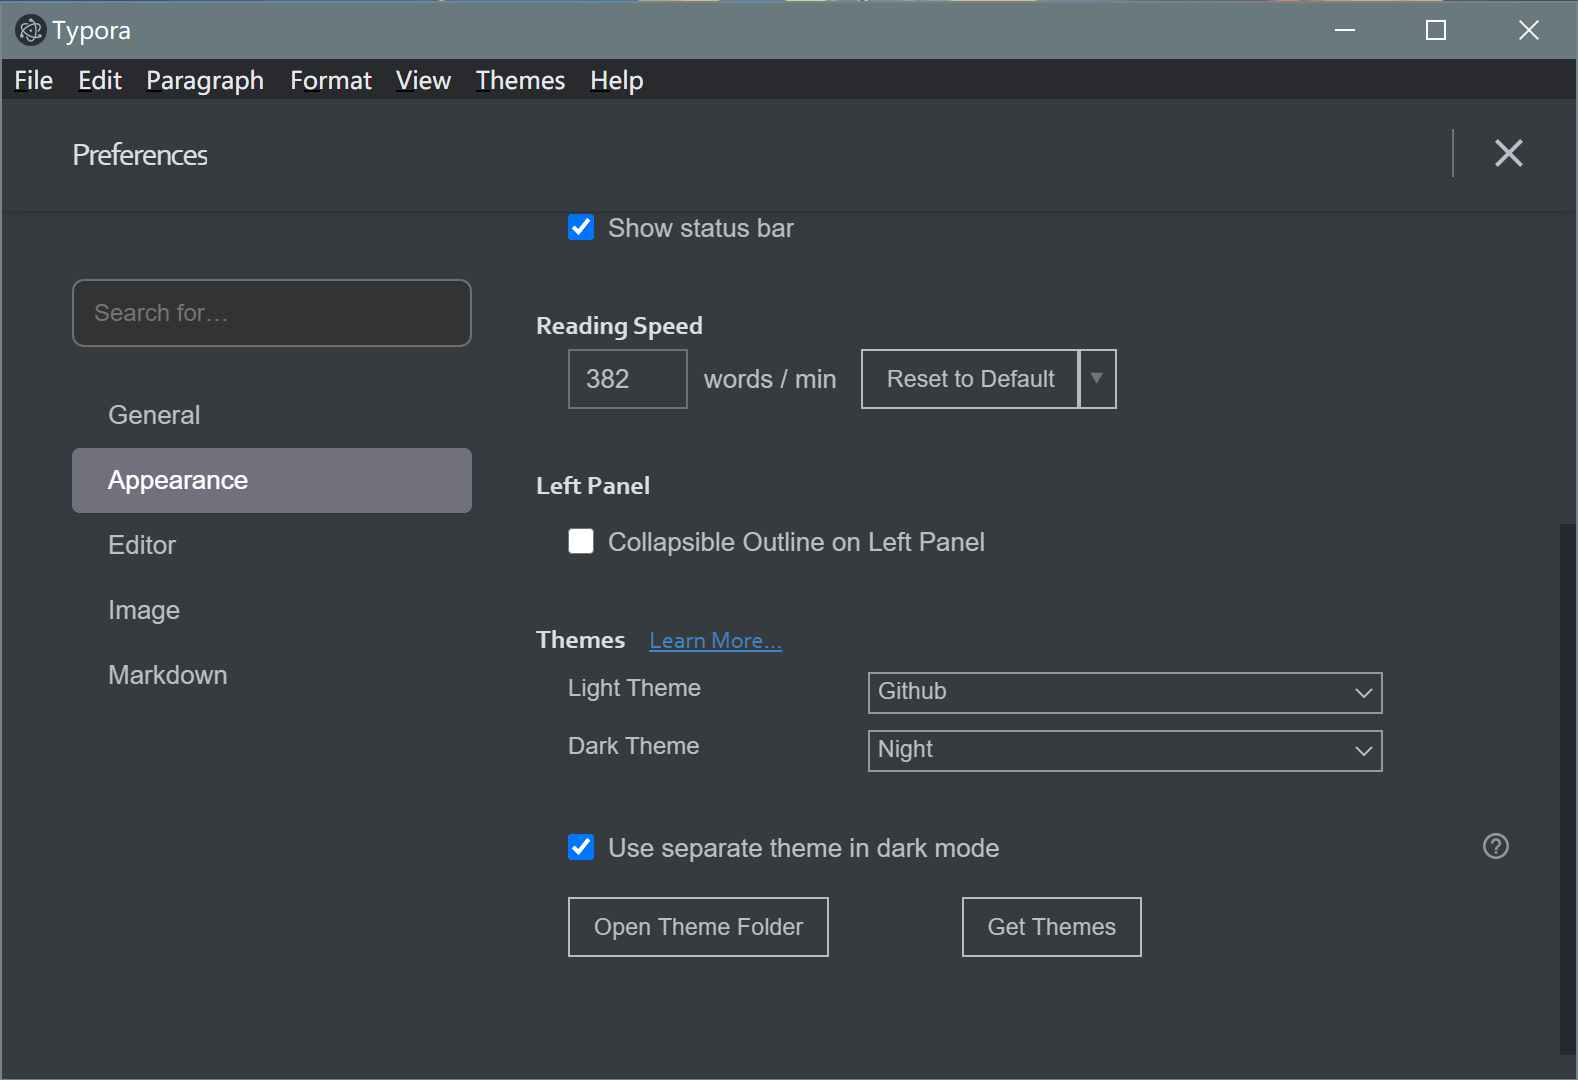 Typora
File Edit Paragraph Format View Themes Help
Preferences
Show status bar
Search for…
Reading Speed
382 words / min Reset to Default
General
Appearance
Left Panel
Editor
Collapsible Outline on Left Panel
Image
Themes Learn More...
Markdown
Light Theme Github
Dark Theme Night
Use separate theme in dark mode
Open Theme Folder Get Themes